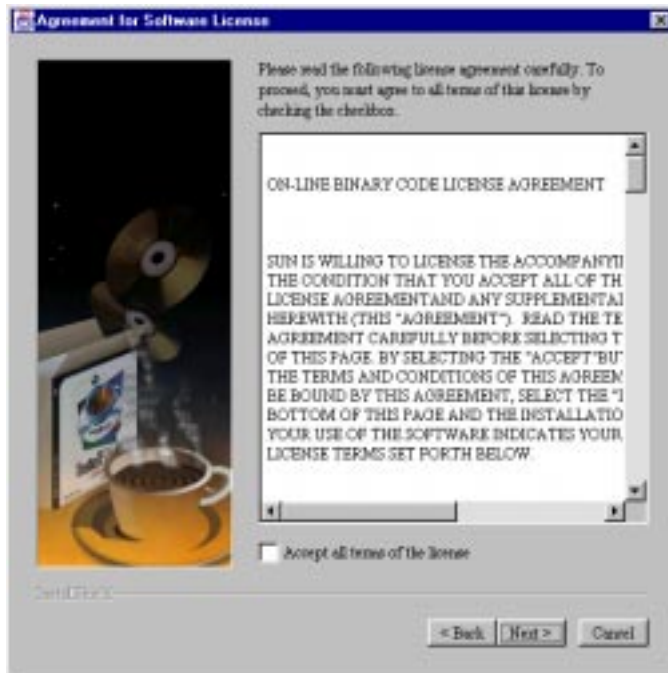 Agreement for Software License
Please read the following license agreement carefully. To
proceed, you must agree to all terms of this license by
checking the checkbox.
ON-LINE BINARY CODE LICENSE AGREEMENT
SUN IS WILLING TO LICENSE THE ACCOMPANYI
THE CONDITION THAT YOU ACCEPT ALL OF TH
LICENSE AGREEMENTAND ANY SUPPLEMENTAI
HEREWITH (THIS "AGREEMENT"). READ THE TE
AGREEMENT CAREFULLY BEFORE SELECTING T
OF THIS PAGE. BY SELECTING THE "ACCEPT"BU
THE TERMS AND CONDITIONS OF THIS AGREEM
BE BOUND BY THIS AGREEMENT, SELECT THE "I
BOTTOM OF THIS PAGE AND THE INSTALLATIO
YOUR USE OF THE SOFTWARE INDICATES YOUR
LICENSE TERMS SET FORTH BELOW.
Accept all terms of the license
< Back Next > Cancel